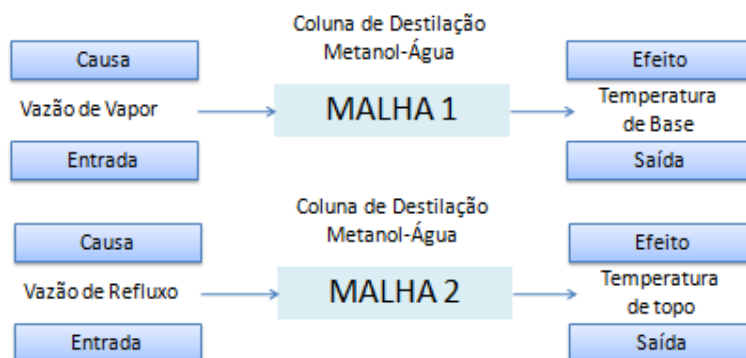 Coluna de Destilação
Metanol-Água
Causa
Efeito
Vazão de Vapor
MALHA 1
Temperatura
de Base
Entrada
Saída
Coluna de Destilação
Metanol-Água
Causa
Efeito
Vazão de Refluxo
MALHA 2
Temperatura
de topo
Entrada
Saída